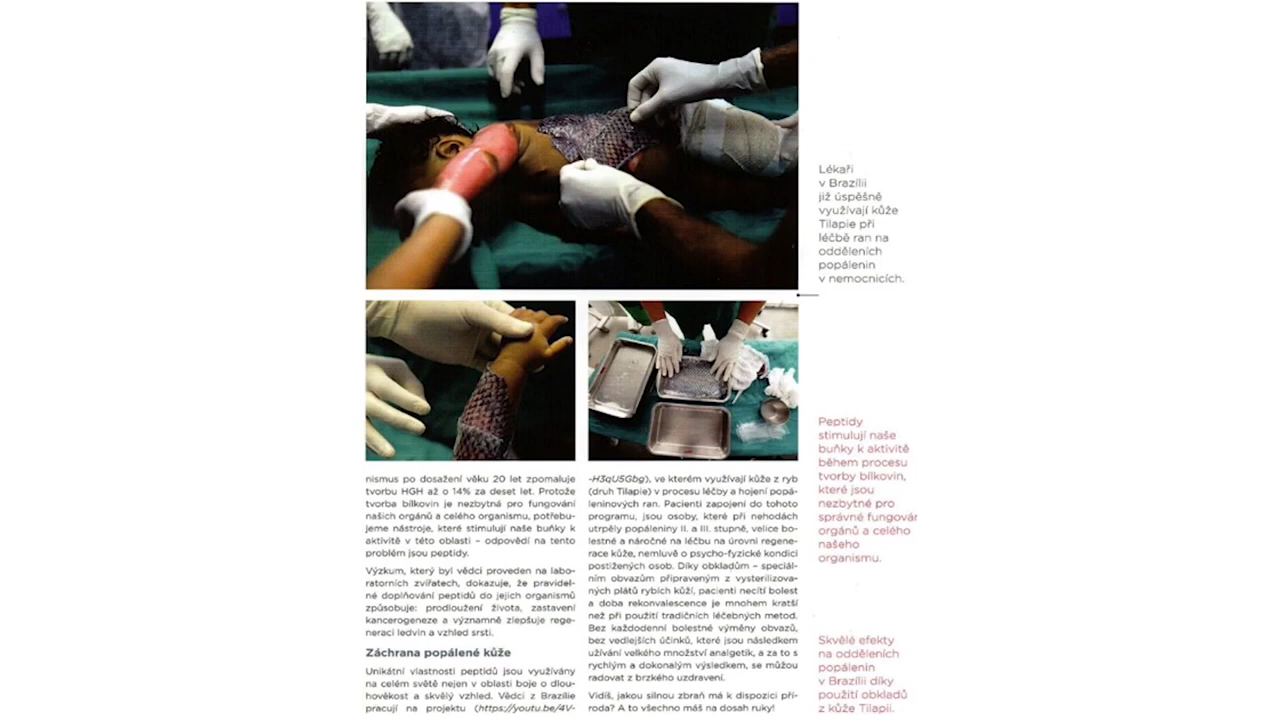 Lékaři
v Brazílii
již úspěšně
využívají kůže
Tilapie při
léčbě ran na
odděleních
popálenin
v nemocnicích.
nismus po dosažení věku 20 let zpomaluje
tvorbu HGH až o 14% za deset let. Protože
tvorba bílkovin je nezbytná pro fungování
našich orgánů a celého organismu, potřebu-
jeme nástroje, které stimulují naše buňky k
aktivitě v této oblasti – odpovědí na tento
problém jsou peptidy.
Výzkum, který byl vědci proveden na labo-
ratorních zvířatech, dokazuje, že pravidel-
né doplňování peptidů do jejich organismů
způsobuje: prodloužení života, zastavení
kancerogeneze a významně zlepšuje rege-
neraci ledvin a vzhled srsti.
Záchrana popálené kůže
Unikátní vlastnosti peptidů jsou využívány
na celém světě nejen v oblasti boje o dlou-
hověkost a skvělý vzhled. Vědci z Brazílie
pracují na projektu (https://youtu.be/4V-
-H3qU5Gbg), ve kterém využívají kůže z ryb
(druh Tilapie) v procesu léčby a hojení popá-
leninových ran. Pacienti zapojení do tohoto
programu, jsou osoby, které při nehodách
utrpěly popáleniny II. a III. stupně, velice bo-
lestné a náročné na léčbu na úrovni regene-
race kůže, nemluvě o psycho-fyzické kondici
postižených osob. Díky obkladům – speciál-
ním obvazům připraveným z vysterilizova-
ných plátů rybích kůží, pacienti necítí bolest
a doba rekonvalescence je mnohem kratší
než při použití tradičních léčebných metod.
Bez každodenní bolestné výměny obvazů,
bez vedlejších účinků, které jsou následkem
užívání velkého množství analgetik, a za to s
rychlým a dokonalým výsledkem, se můžou
radovat z brzkého uzdravení.
Vidíš, jakou silnou zbraň má k dispozici pří-
roda? A to všechno máš na dosah ruky!
Peptidy
stimulují naše
buňky k aktivitě
během procesu
tvorby bílkovin,
které jsou
nezbytné pro
správné fungován
orgánů a celého
našeho
organismu.
Skvělé efekty
na odděleních
popálenin
v Brazílii díky
použití obkladů
z kůže Tilapii.